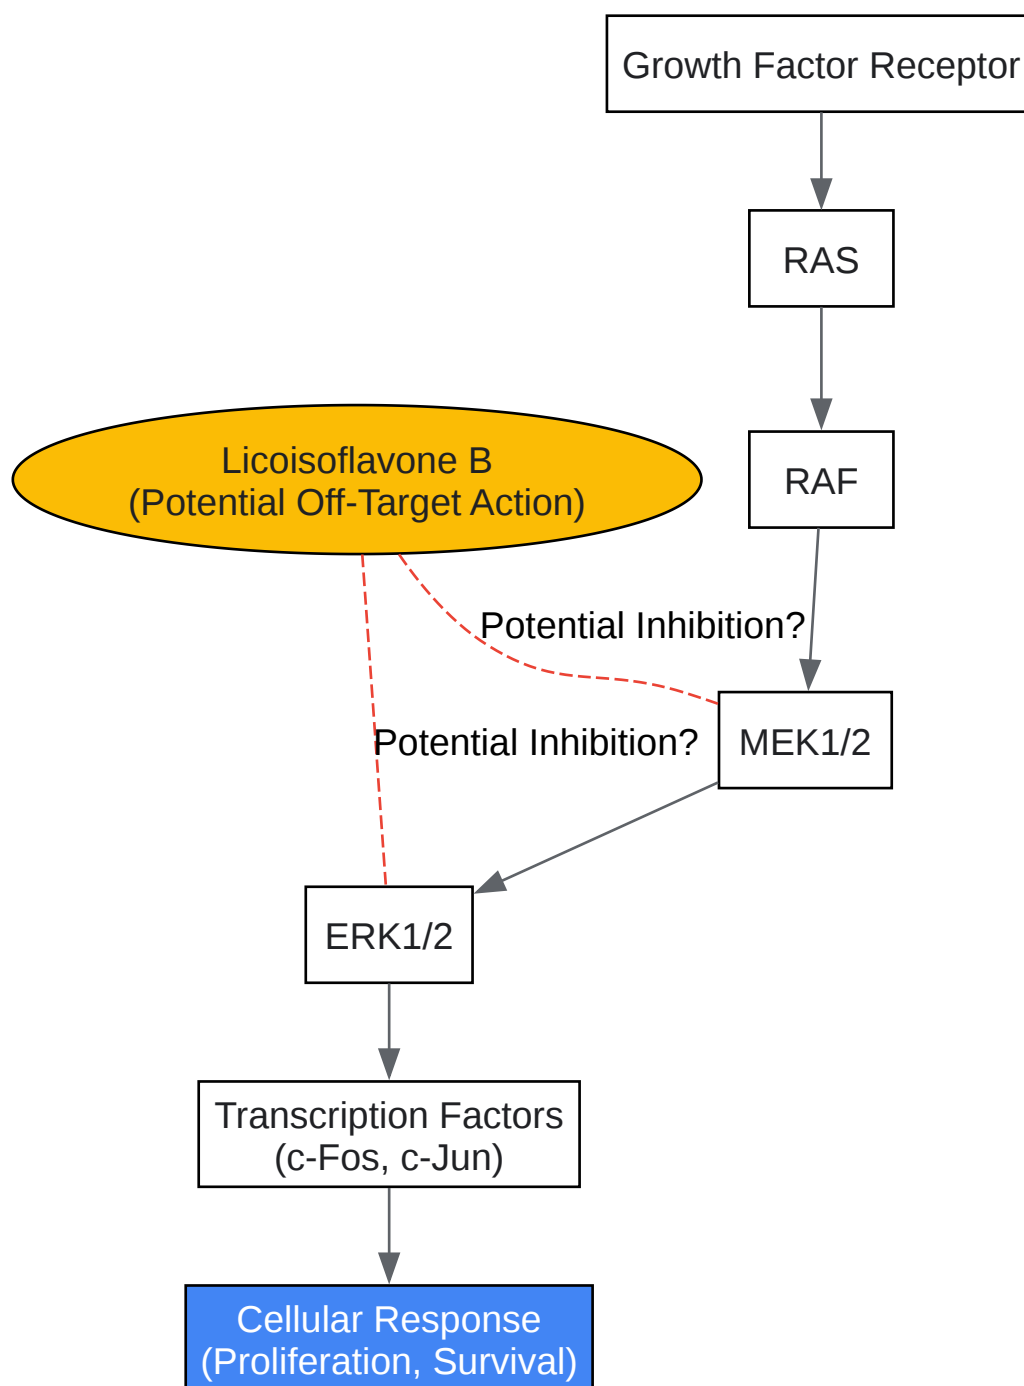 Growth Factor Receptor
RAS
Licoisoflavone B
(Potential Off-Target Action)
RAF
Potential Inhibition?
Potential Inhibition?
MEK1/2
ERK1/2
Transcription Factors
(c-Fos, c-Jun)
Cellular Response
(Proliferation, Survival)